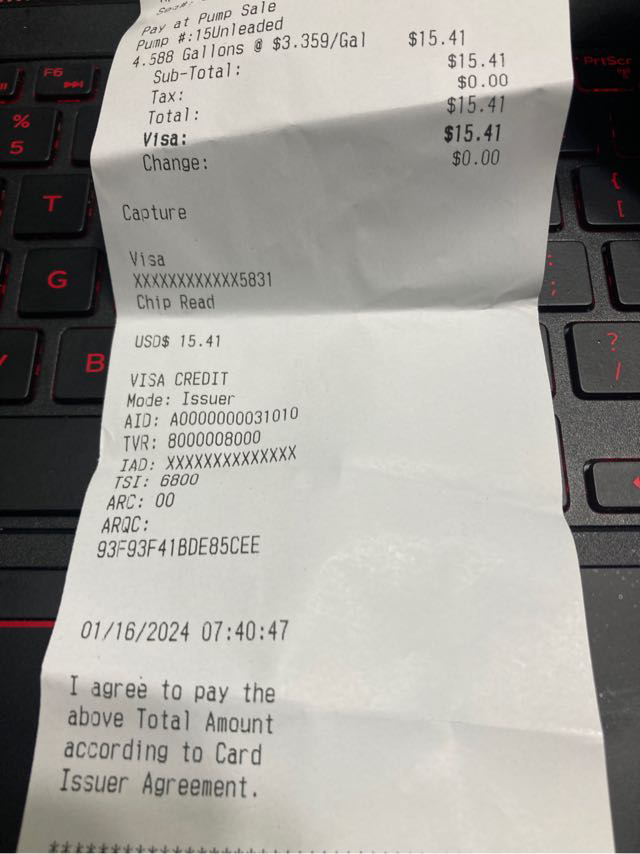 Pay at Pump Sale
Pump #:15Unleaded
4.588 Gallons @ $3.359/Gal $15.41
Sub-Total: $15.41
Tax: $0.00
Total: $15.41
Visa: $15.41
Change: $0.00
Capture
Visa
XXXXXXXXXXXX5831
Chip Read
USD$ 15.41
VISA CREDIT
Mode: Issuer
AID: A0000000031010
TVR: 8000008000
IAD: XXXXXXXXXXXXXX
TSI: 6800
ARC: 00
ARQC:
93F93F41BDE85CEE
01/16/2024 07:40:47
I agree to pay the
above Total Amount
according to Card
Issuer Agreement.
F6
PrtScr
%
5
T
G
B
{
[
:
;
?
/